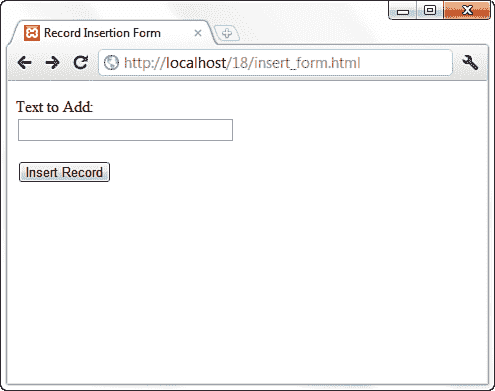 Record Insertion Form
http://localhost/18/insert_form.html
Text to Add:
Insert Record